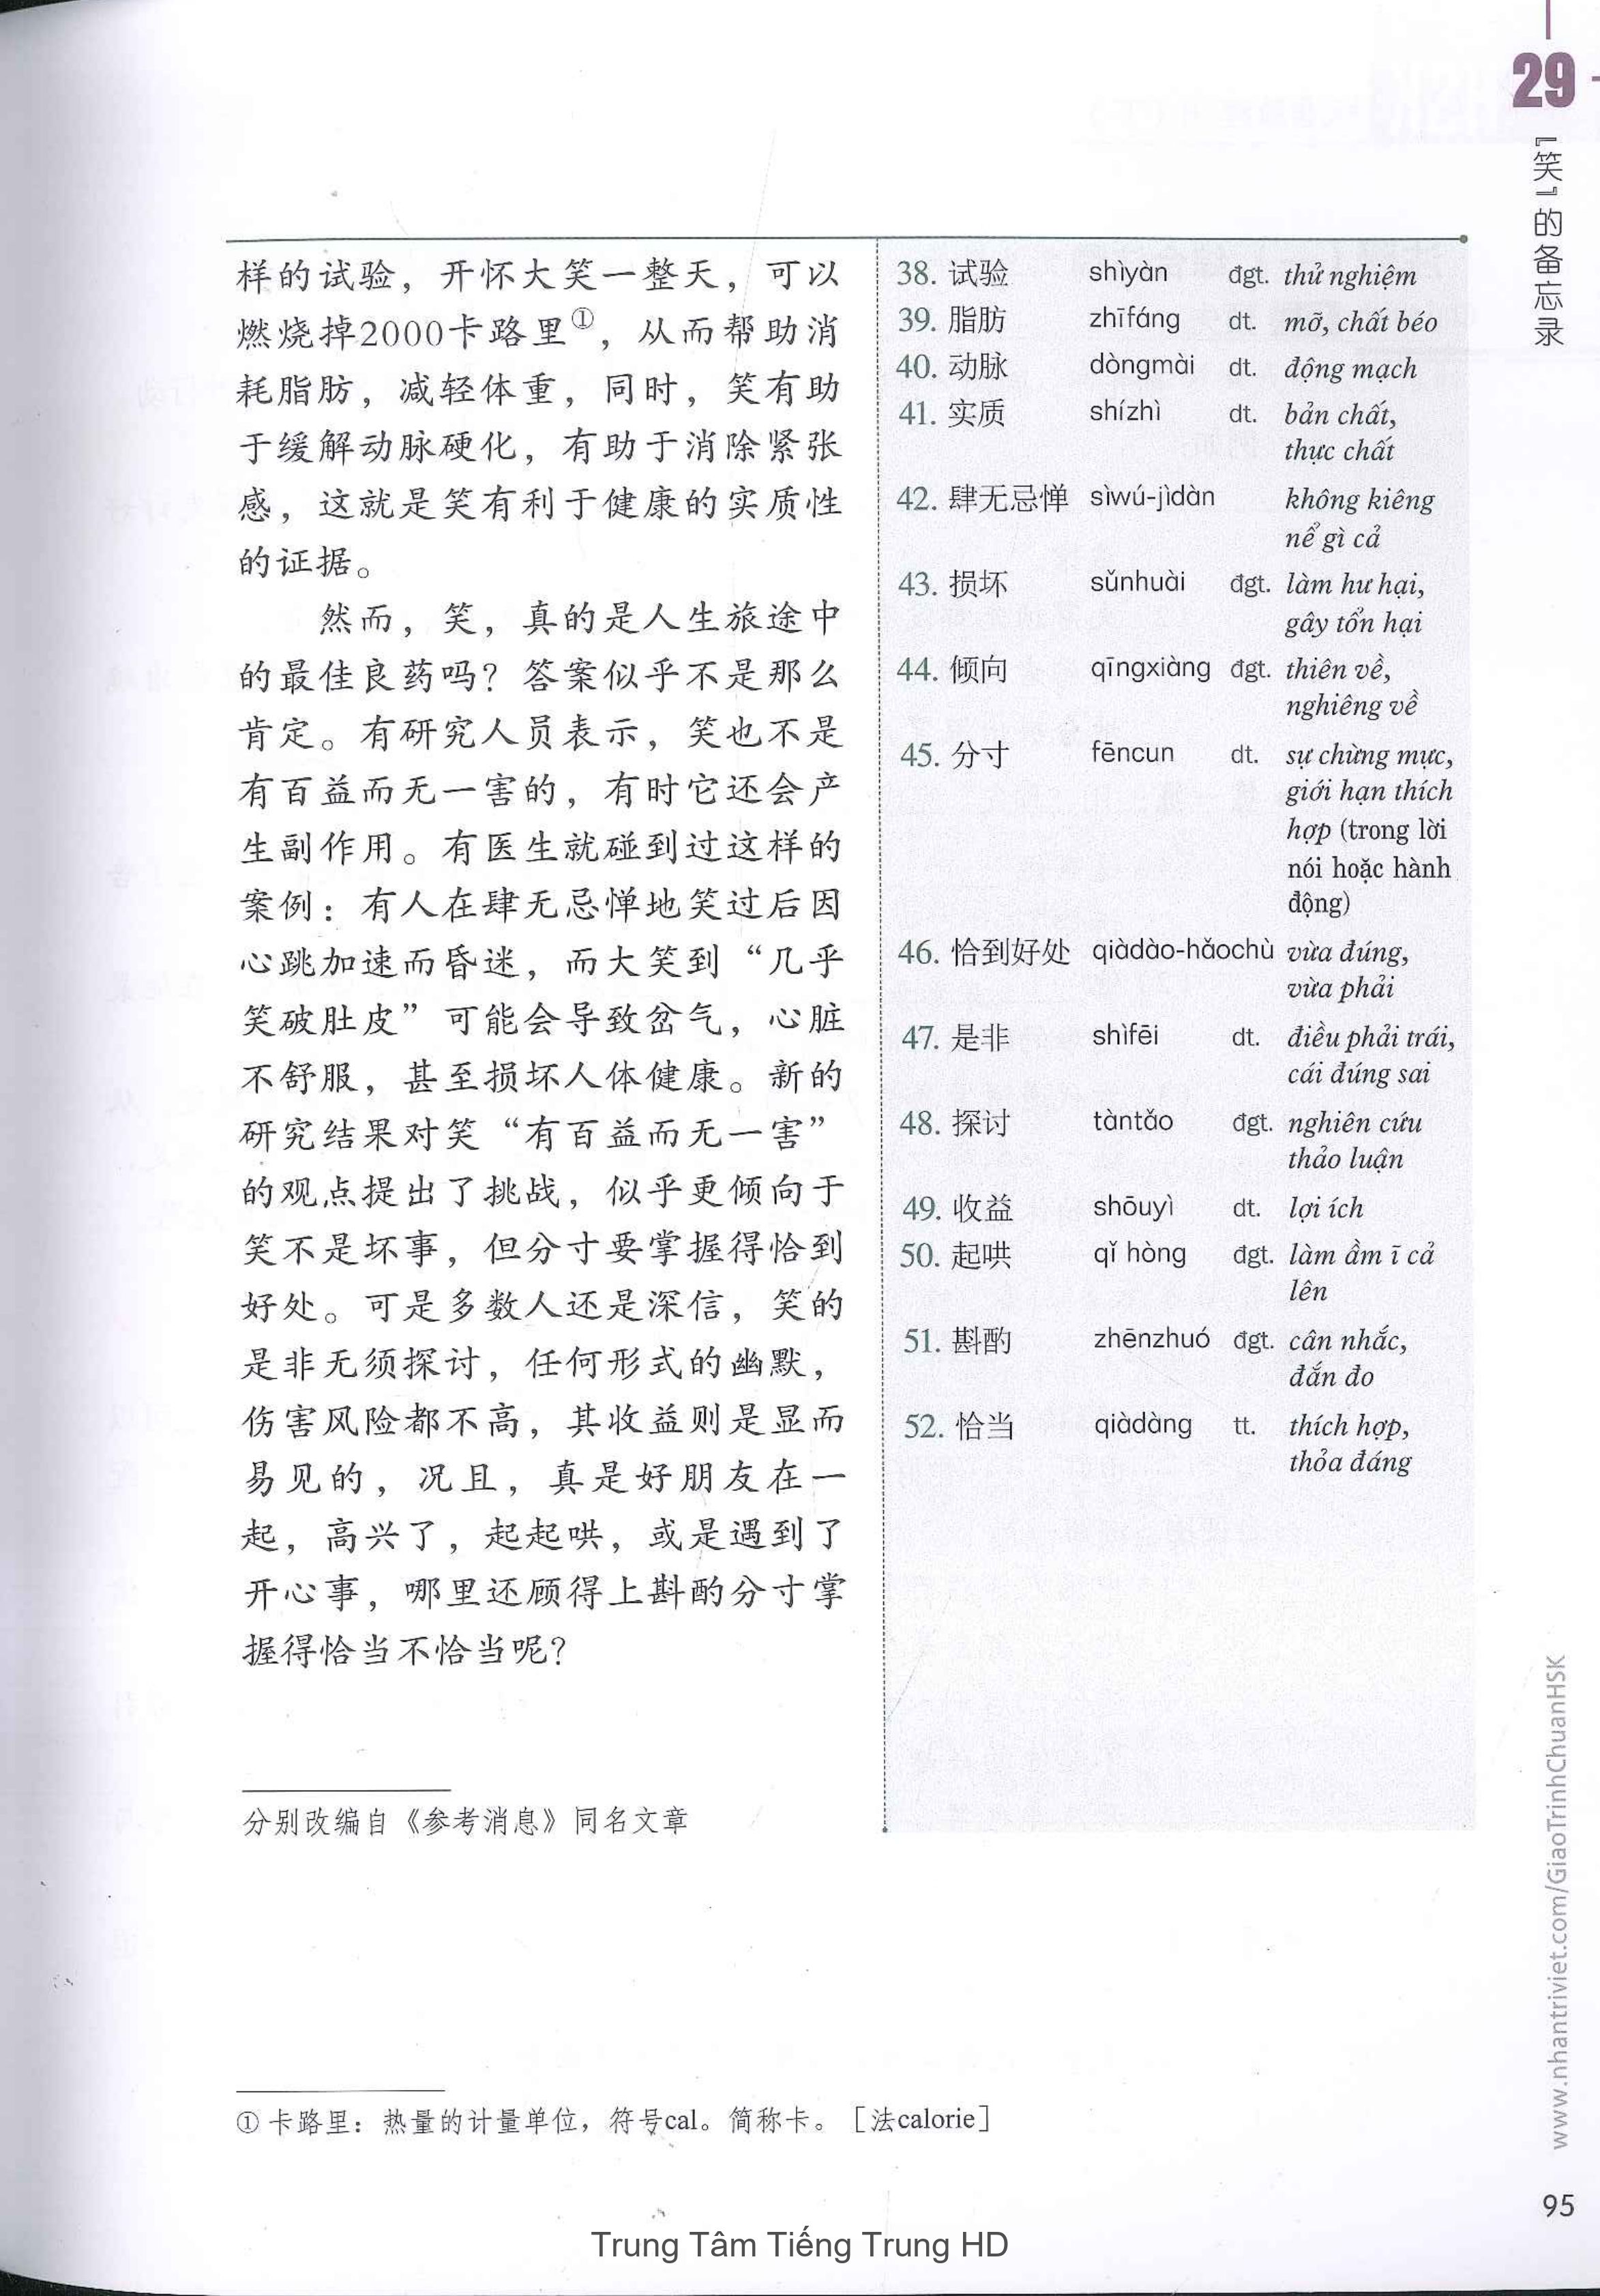 29
『笑』的备忘录
样的试验，开怀大笑一整天，可以
燃烧掉2000卡路里①，从而帮助消
耗脂肪，减轻体重，同时，笑有助
于缓解动脉硬化，有助于消除紧张
感，这就是笑有利于健康的实质性
的证据。
然而，笑，真的是人生旅途中
的最佳良药吗？答案似乎不是那么
肯定。有研究人员表示，笑也不是
有百益而无一害的，有时它还会产
生副作用。有医生就碰到过这样的
案例：有人在肆无忌惮地笑过后因
心跳加速而昏迷，而大笑到“几乎
笑破肚皮”可能会导致岔气，心脏
不舒服，甚至损坏人体健康。新的
研究结果对笑“有百益而无一害”
的观点提出了挑战，似乎更倾向于
笑不是坏事，但分寸要掌握得恰到
好处。可是多数人还是深信，笑的
是非无须探讨，任何形式的幽默，
伤害风险都不高，其收益则是显而
易见的，况且，真是好朋友在一
起，高兴了，起起哄，或是遇到了
开心事，哪里还顾得上斟酌分寸掌
握得恰当不恰当呢？
分别改编自《参考消息》同名文章
38. 试验 shìyàn đgt. thử nghiệm
39. 脂肪 zhīfáng dt. mỡ, chất béo
40. 动脉 dòngmài dt. động mạch
41. 实质 shízhì dt. bản chất,
thực chất
42. 肆无忌惮 sìwú-jìdàn không kiêng
nể gì cả
43. 损坏 sǔnhuài đgt. làm hư hại,
gây tổn hại
44. 倾向 qīngxiàng đgt. thiên về,
nghiêng về
45. 分寸 fēncun dt. sự chừng mực,
giới hạn thích
hợp (trong lời
nói hoặc hành
động)
46. 恰到好处 qiàdào-hǎochù vừa đúng,
vừa phải
47. 是非 shìfēi dt. điều phải trái,
cái đúng sai
48. 探讨 tàntǎo đgt. nghiên cứu
thảo luận
49. 收益 shōuyì dt. lợi ích
50. 起哄 qǐ hòng đgt. làm ầm ĩ cả
lên
51. 斟酌 zhēnzhuó đgt. cân nhắc,
đắn đo
52. 恰当 qiàdàng tt. thích hợp,
thỏa đáng
① 卡路里：热量的计量单位，符号cal。简称卡。［法calorie］
www.nhantriviet.com/GiaoTrinhChuanHSK
95
Trung Tâm Tiếng Trung HD